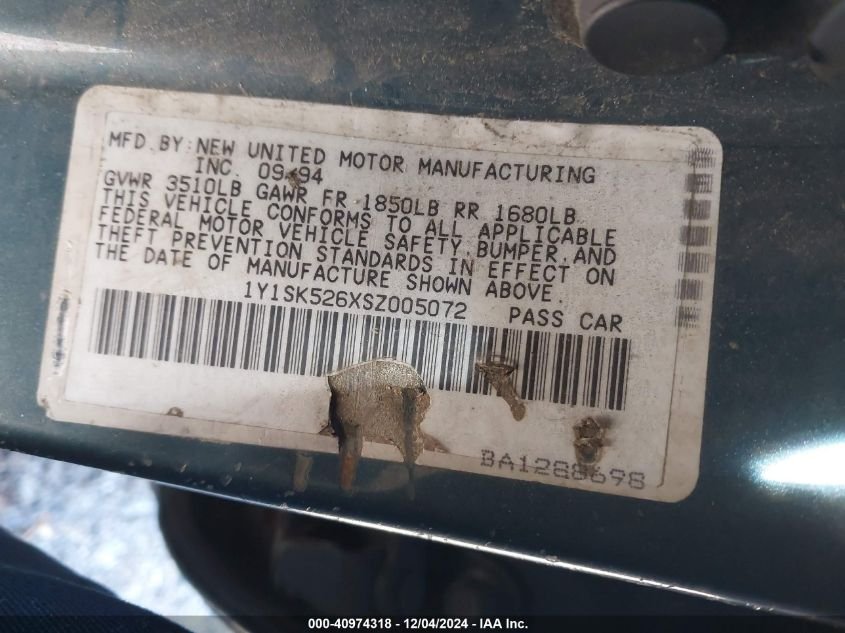 MFD. BY: NEW UNITED MOTOR MANUFACTURING
INC. 09-94
GVWR 3510LB GAWR FR 1850LB RR 1680LB
THIS VEHICLE CONFORMS TO ALL APPLICABLE
FEDERAL MOTOR VEHICLE SAFETY, BUMPER, AND
THEFT PREVENTION STANDARDS IN EFFECT ON
THE DATE OF MANUFACTURE SHOWN ABOVE.
1Y1SK526XSZ005072 PASS CAR
BA1288698
000-40974318 - 12/04/2024 - IAA Inc.